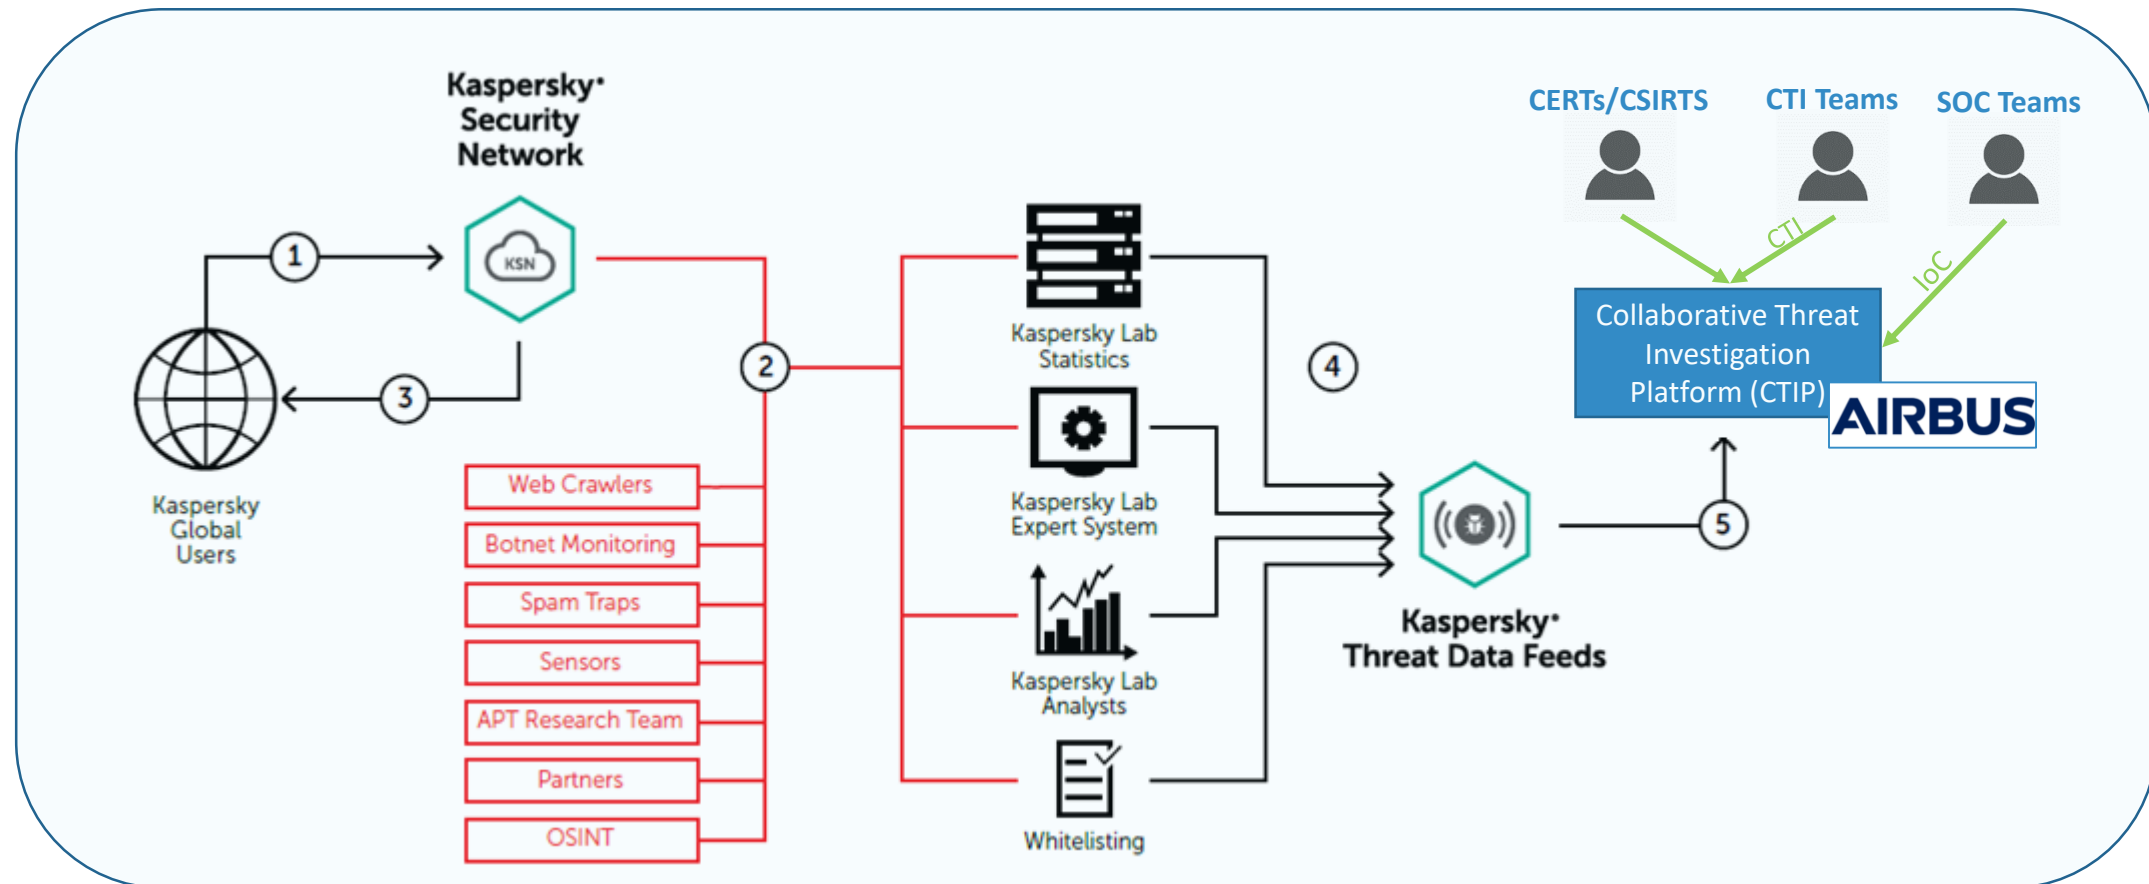 Kaspersky
Security
Network
KSN
1
3
Kaspersky
Global
Users
2
Web Crawlers
Botnet Monitoring
Spam Traps
Sensors
APT Research Team
Partners
OSINT
Kaspersky Lab
Statistics
Kaspersky Lab
Expert System
Kaspersky Lab
Analysts
Whitelisting
4
Kaspersky
Threat Data Feeds
5
CERTs/CSIRTS
CTI Teams
SOC Teams
CTI
IoC
Collaborative Threat
Investigation
Platform (CTIP)
AIRBUS